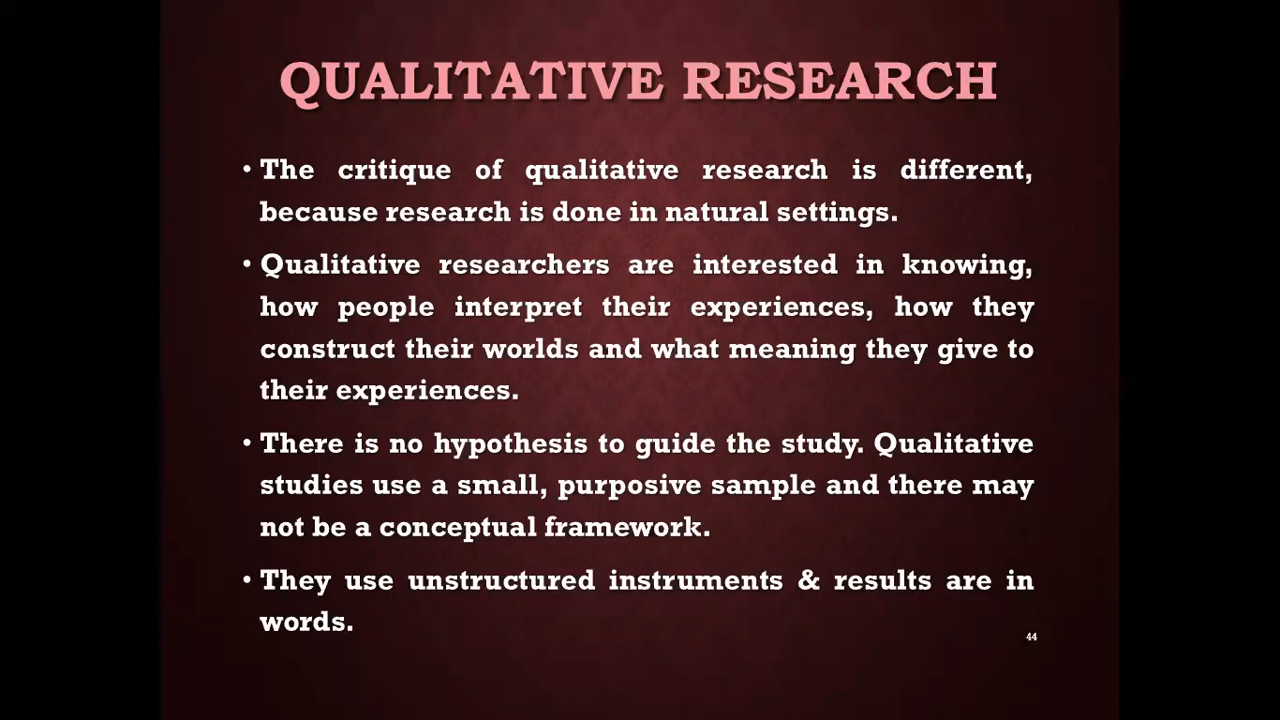 QUALITATIVE RESEARCH
• The critique of qualitative research is different,
because research is done in natural settings.
• Qualitative researchers are interested in knowing,
how people interpret their experiences, how they
construct their worlds and what meaning they give to
their experiences.
• There is no hypothesis to guide the study. Qualitative
studies use a small, purposive sample and there may
not be a conceptual framework.
• They use unstructured instruments & results are in
words.
44